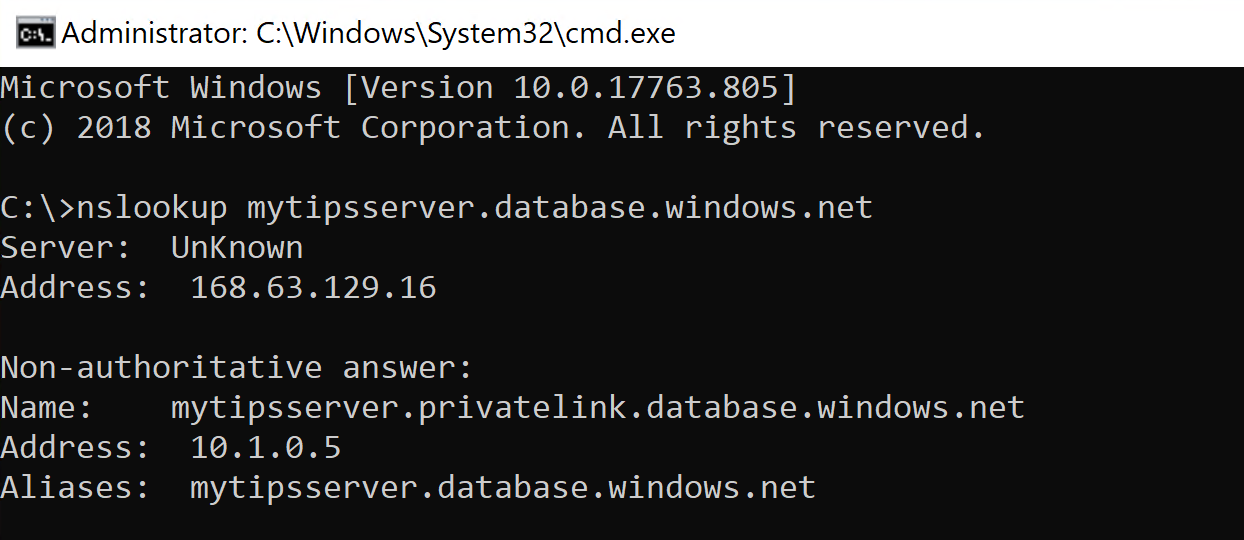 Administrator: C:\Windows\System32\cmd.exe
Microsoft Windows [Version 10.0.17763.805]
(c) 2018 Microsoft Corporation. All rights reserved.
C:\>nslookup mytipsserver.database.windows.net
Server:  UnKnown
Address:  168.63.129.16
Non-authoritative answer:
Name:    mytipsserver.privatelink.database.windows.net
Address:  10.1.0.5
Aliases:  mytipsserver.database.windows.net